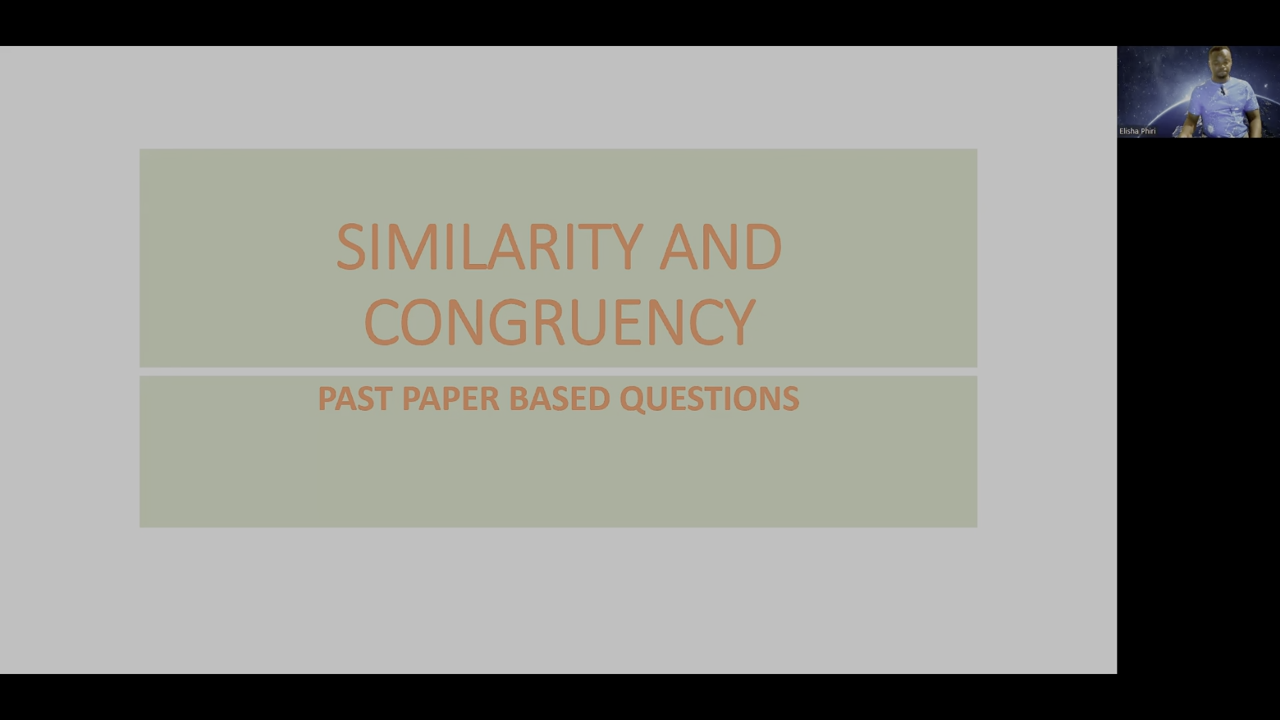 SIMILARITY AND
CONGRUENCY
PAST PAPER BASED QUESTIONS
Elisha Phiri